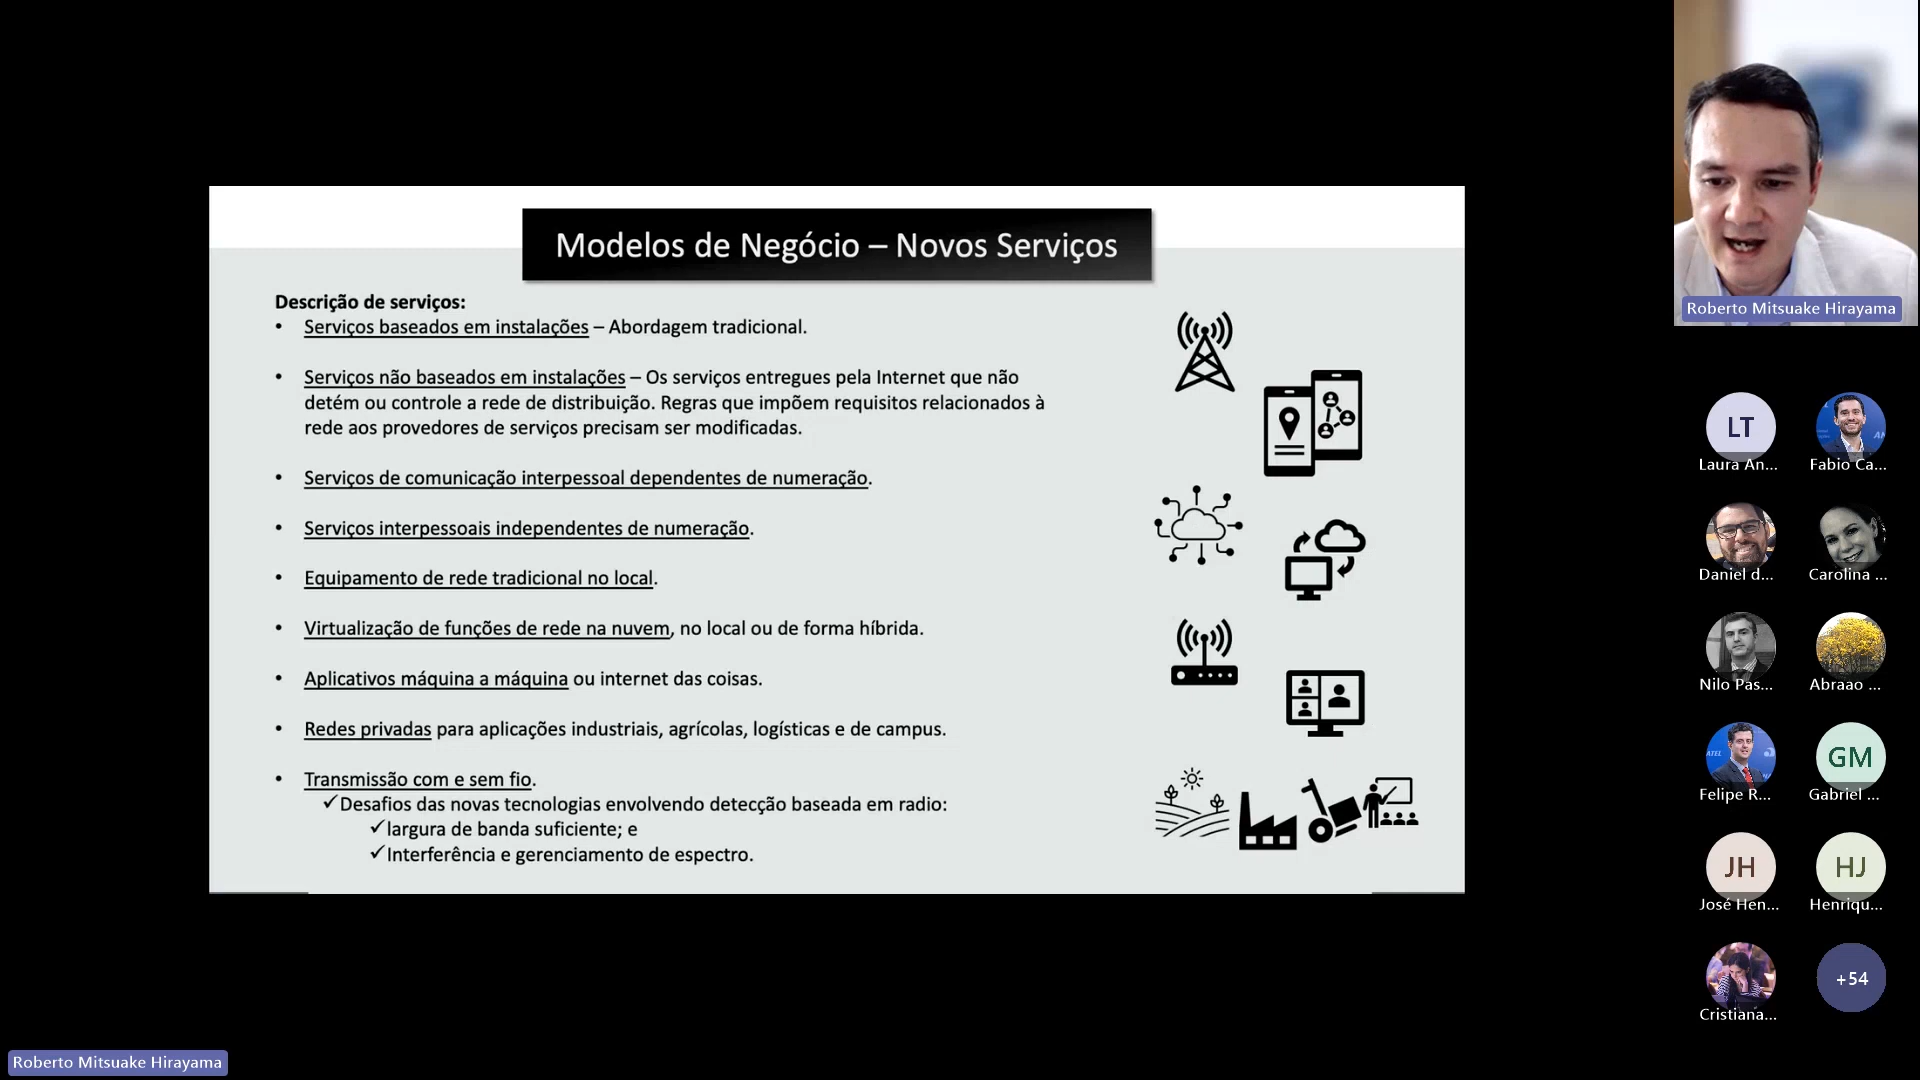 Modelos de Negócio – Novos Serviços
Descrição de serviços:
• Serviços baseados em instalações – Abordagem tradicional.
• Serviços não baseados em instalações – Os serviços entregues pela Internet que não
detém ou controle a rede de distribuição. Regras que impõem requisitos relacionados à
rede aos provedores de serviços precisam ser modificadas.
• Serviços de comunicação interpessoal dependentes de numeração.
• Serviços interpessoais independentes de numeração.
• Equipamento de rede tradicional no local.
• Virtualização de funções de rede na nuvem, no local ou de forma híbrida.
• Aplicativos máquina a máquina ou internet das coisas.
• Redes privadas para aplicações industriais, agrícolas, logísticas e de campus.
• Transmissão com e sem fio.
✓Desafios das novas tecnologias envolvendo detecção baseada em radio:
✓largura de banda suficiente; e
✓Interferência e gerenciamento de espectro.
Roberto Mitsuake Hirayama
LT
Laura An...
Fabio Ca...
Daniel d...
Carolina ...
Nilo Pas...
Abraao ...
Felipe R...
GM
Gabriel ...
JH
José Hen...
HJ
Henriqu...
Cristiana...
+54
Roberto Mitsuake Hirayama